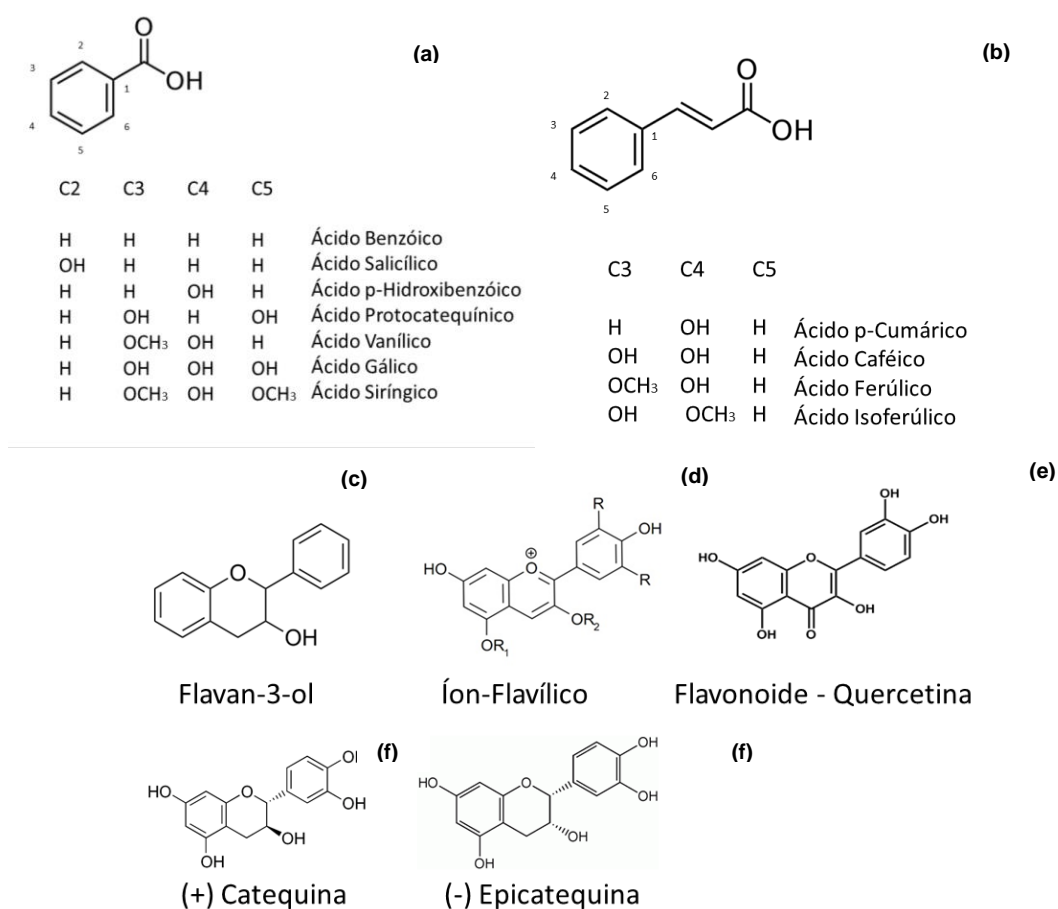 (a)
O
OH
2
3
1
4
6
5
C2 C3 C4 C5
H H H H Ácido Benzóico
OH H H H Ácido Salicílico
H H OH H Ácido p-Hidroxibenzóico
H OH H OH Ácido Protocatequínico
H OCH3 OH H Ácido Vanílico
H OH OH OH Ácido Gálico
H OCH3 OH OCH3 Ácido Siríngico
(b)
O
OH
2
3
1
4
6
5
C3 C4 C5
H OH H Ácido p-Cumárico
OH OH H Ácido Caféico
OCH3 OH H Ácido Ferúlico
OH OCH3 H Ácido Isoferúlico
(c)
O
OH
Flavan-3-ol
(d)
R
OH
HO
O
+
R
OR2
OR1
Íon-Flavílico
(e)
OH
OH
HO
O
OH
OH
O
Flavonoide - Quercetina
(f)
Ol
HO
O
OH
OH
OH
(+) Catequina
(f)
OH
HO
O
OH
OH
OH
(-) Epicatequina